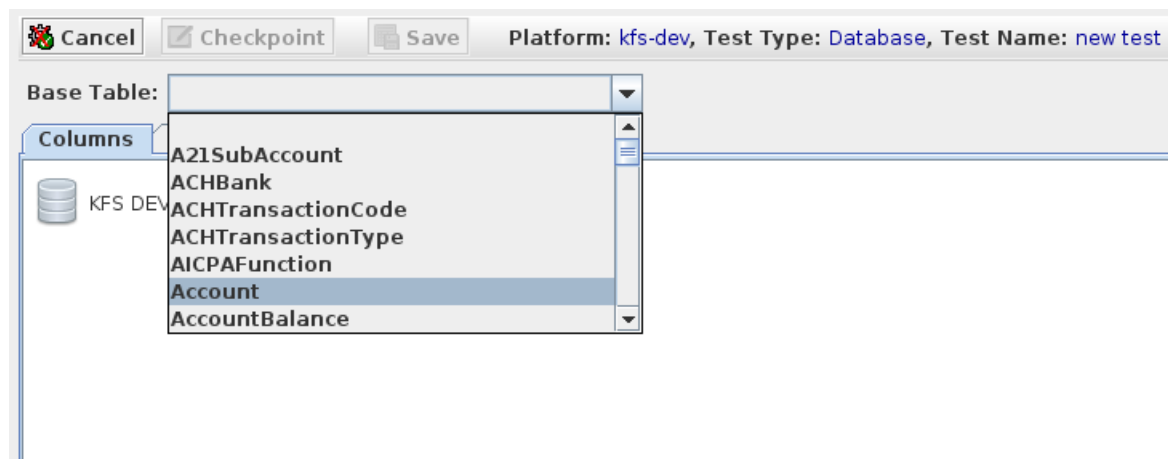 Cancel Checkpoint Save Platform: kfs-dev, Test Type: Database, Test Name: new test
Base Table:
Columns
A21SubAccount
KFS DEV
ACHBank
ACHTransactionCode
ACHTransactionType
AICPAFunction
Account
AccountBalance